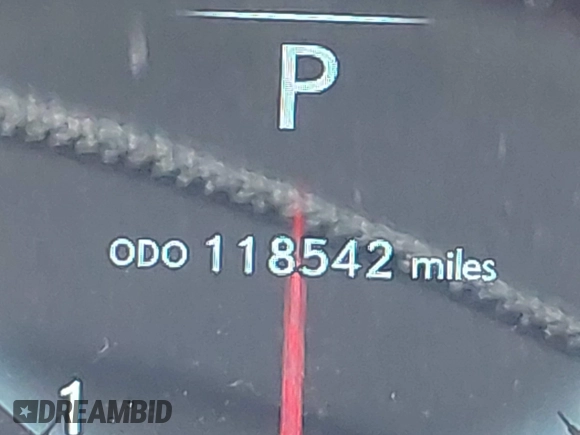 P
ODO 118542 miles
1
DREAMBID